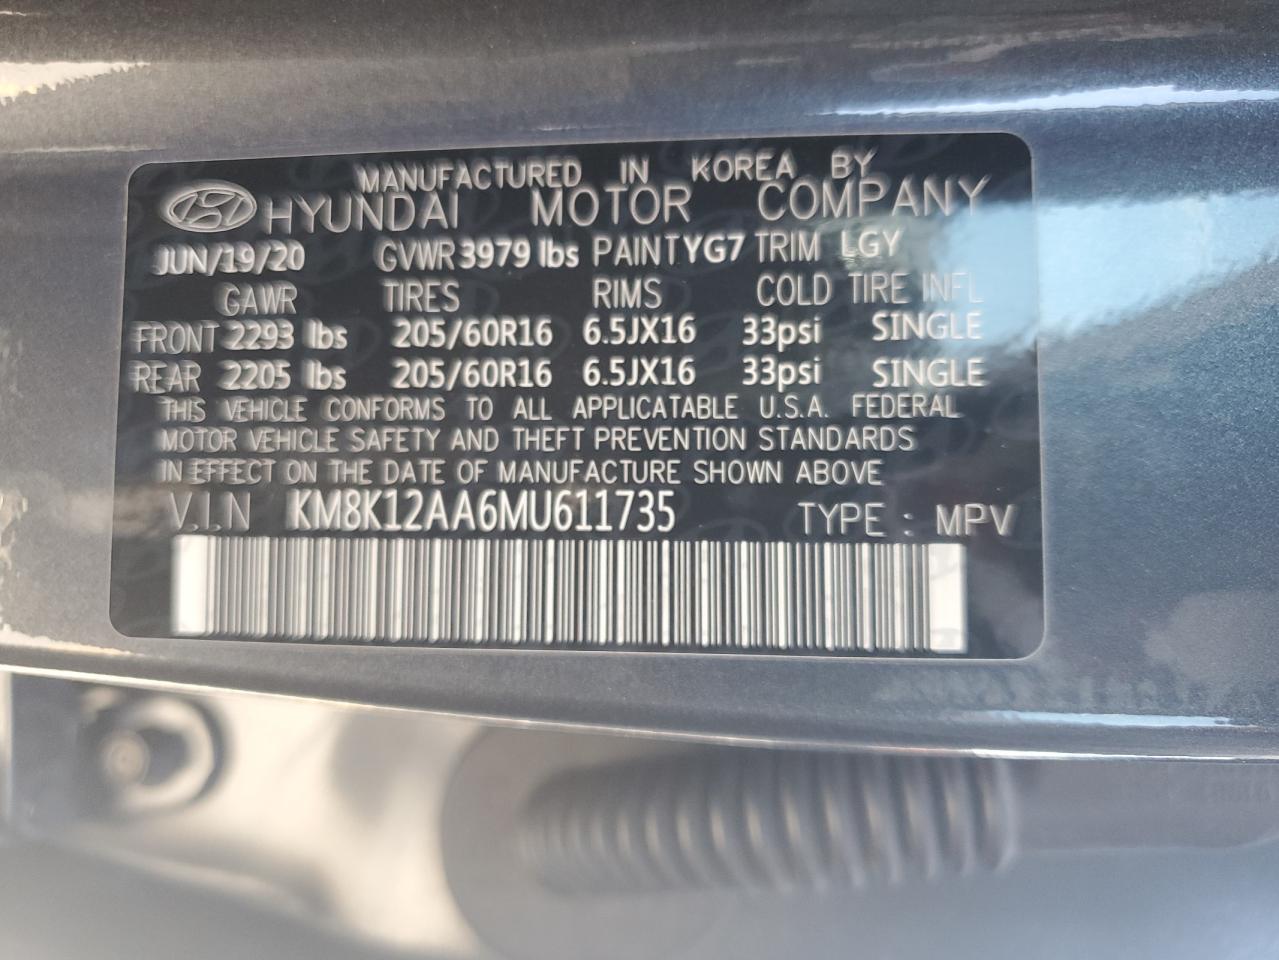 MANUFACTURED IN KOREA BY
HYUNDAI MOTOR COMPANY
JUN/19/20 GVWR 3979 lbs PAINT YG7 TRIM LGY
GAWR TIRES RIMS COLD TIRE INFL
FRONT 2293 lbs 205/60R16 6.5JX16 33psi SINGLE
REAR 2205 lbs 205/60R16 6.5JX16 33psi SINGLE
THIS VEHICLE CONFORMS TO ALL APPLICATABLE U.S.A. FEDERAL
MOTOR VEHICLE SAFETY AND THEFT PREVENTION STANDARDS
IN EFFECT ON THE DATE OF MANUFACTURE SHOWN ABOVE
V.I.N KM8K12AA6MU611735 TYPE : MPV